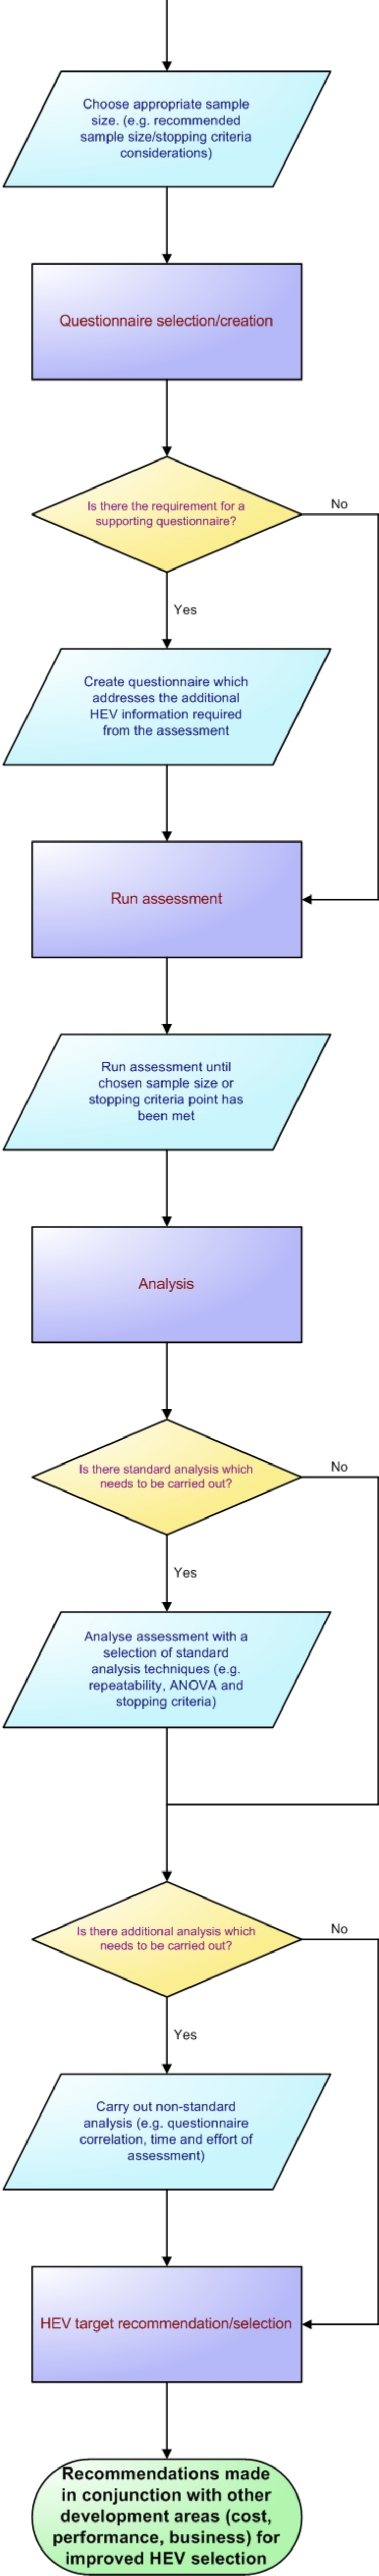 Choose appropriate sample
size. (e.g. recommended
sample size/stopping criteria
considerations)
Questionnaire selection/creation
Is there the requirement for a
supporting questionnaire?
No
Yes
Create questionnaire which
addresses the additional
HEV information required
from the assessment
Run assessment
Run assessment until
chosen sample size or
stopping criteria point has
been met
Analysis
Is there standard analysis which
needs to be carried out?
No
Yes
Analyse assessment with a
selection of standard
analysis techniques (e.g.
repeatability, ANOVA and
stopping criteria)
Is there additional analysis which
needs to be carried out?
No
Yes
Carry out non-standard
analysis (e.g. questionnaire
correlation, time and effort of
assessment)
HEV target recommendation/selection
Recommendations made
in conjunction with other
development areas (cost,
performance, business) for
improved HEV selection